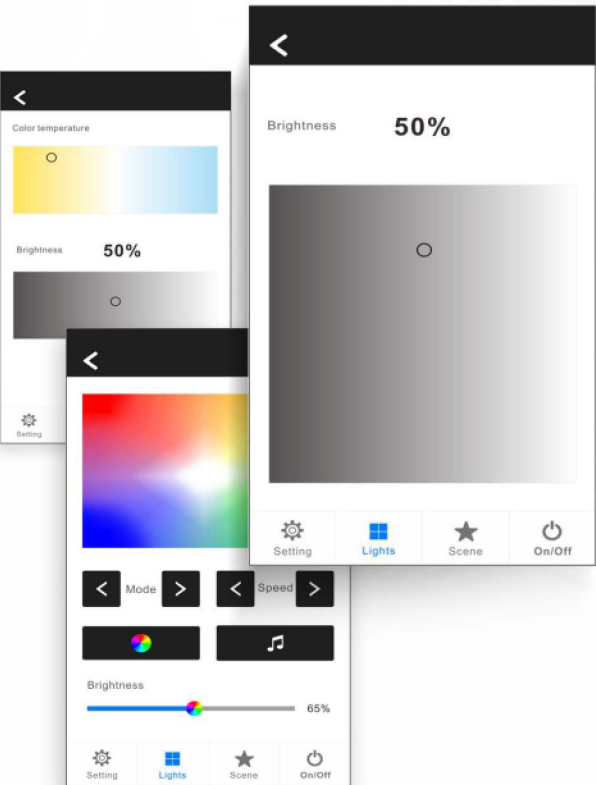 Color temperature
Brightness 50%
Setting
Brightness 50%
Setting Lights Scene On/Off
Mode Speed
Brightness
65%
Setting Lights Scene On/Off